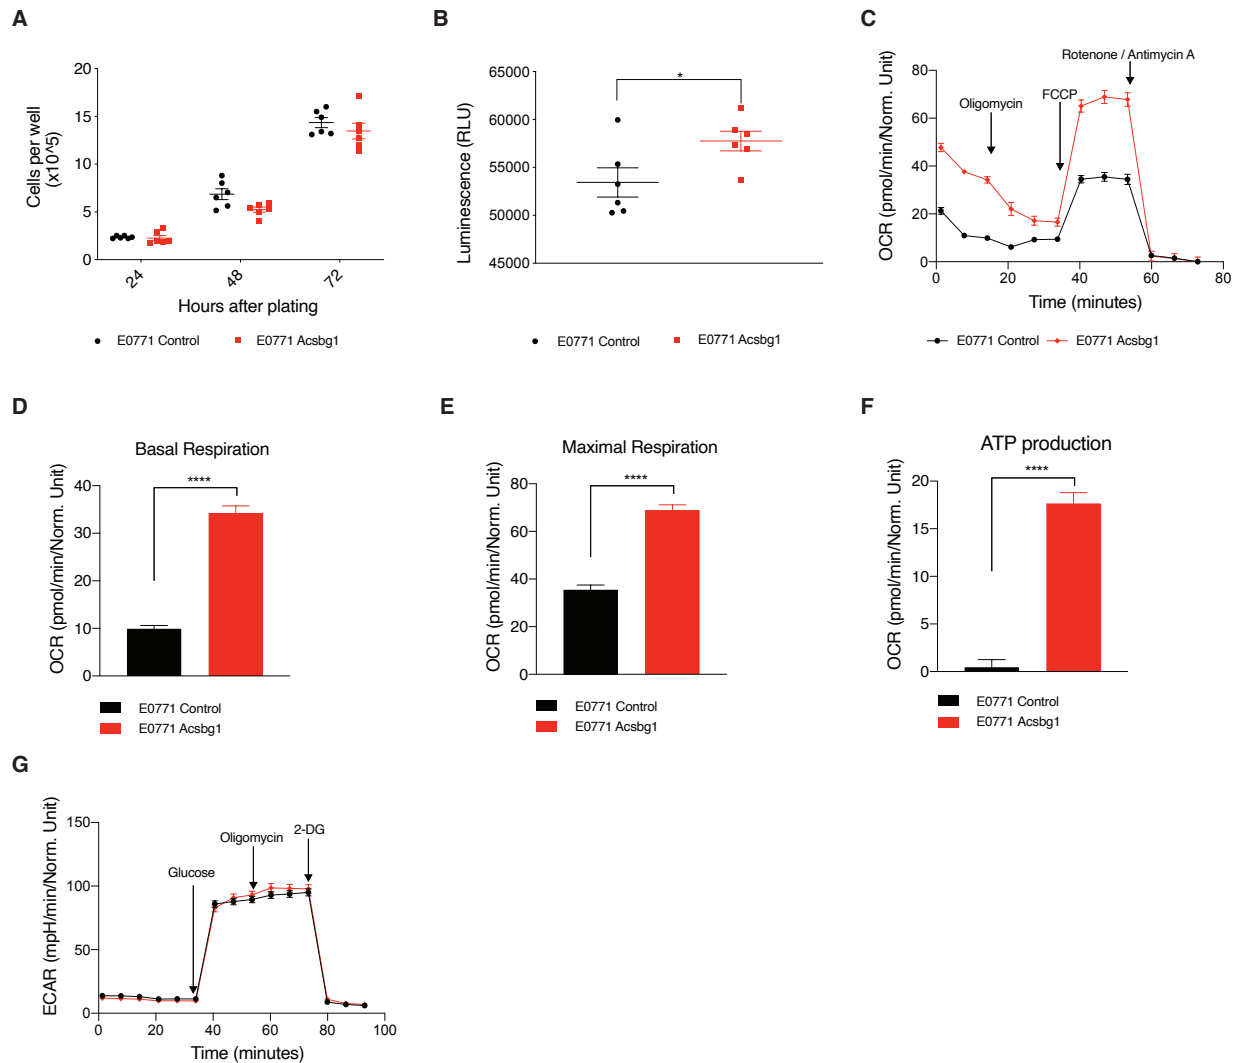 A
20
15
10
5
0
Cells per well
(x10^5)
24
48
72
Hours after plating
E0771 Control
E0771 Acsbg1
B
65000
60000
55000
50000
45000
Luminescence (RLU)
*
E0771 Control
E0771 Acsbg1
C
Rotenone / Antimycin A
FCCP
Oligomycin
80
60
40
20
0
OCR (pmol/min/Norm. Unit)
0
20
40
60
80
Time (minutes)
E0771 Control
E0771 Acsbg1
D
Basal Respiration
****
40
30
20
10
0
OCR (pmol/min/Norm. Unit)
E0771 Control
E0771 Acsbg1
E
Maximal Respiration
****
80
60
40
20
0
OCR (pmol/min/Norm. Unit)
E0771 Control
E0771 Acsbg1
F
ATP production
****
20
15
10
5
0
OCR (pmol/min/Norm. Unit)
E0771 Control
E0771 Acsbg1
G
150
100
50
0
ECAR (mpH/min/Norm. Unit)
Glucose
Oligomycin
2-DG
0
20
40
60
80
100
Time (minutes)